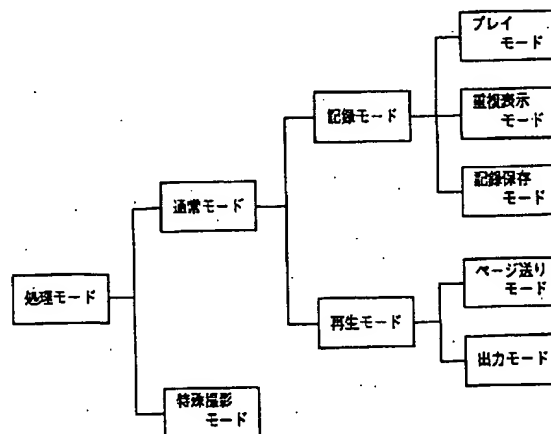 プレイ
モード
重視表示
モード
記録モード
記録保存
モード
通常モード
処理モード
ページ送り
モード
再生モード
出力モード
特殊撮影
モード